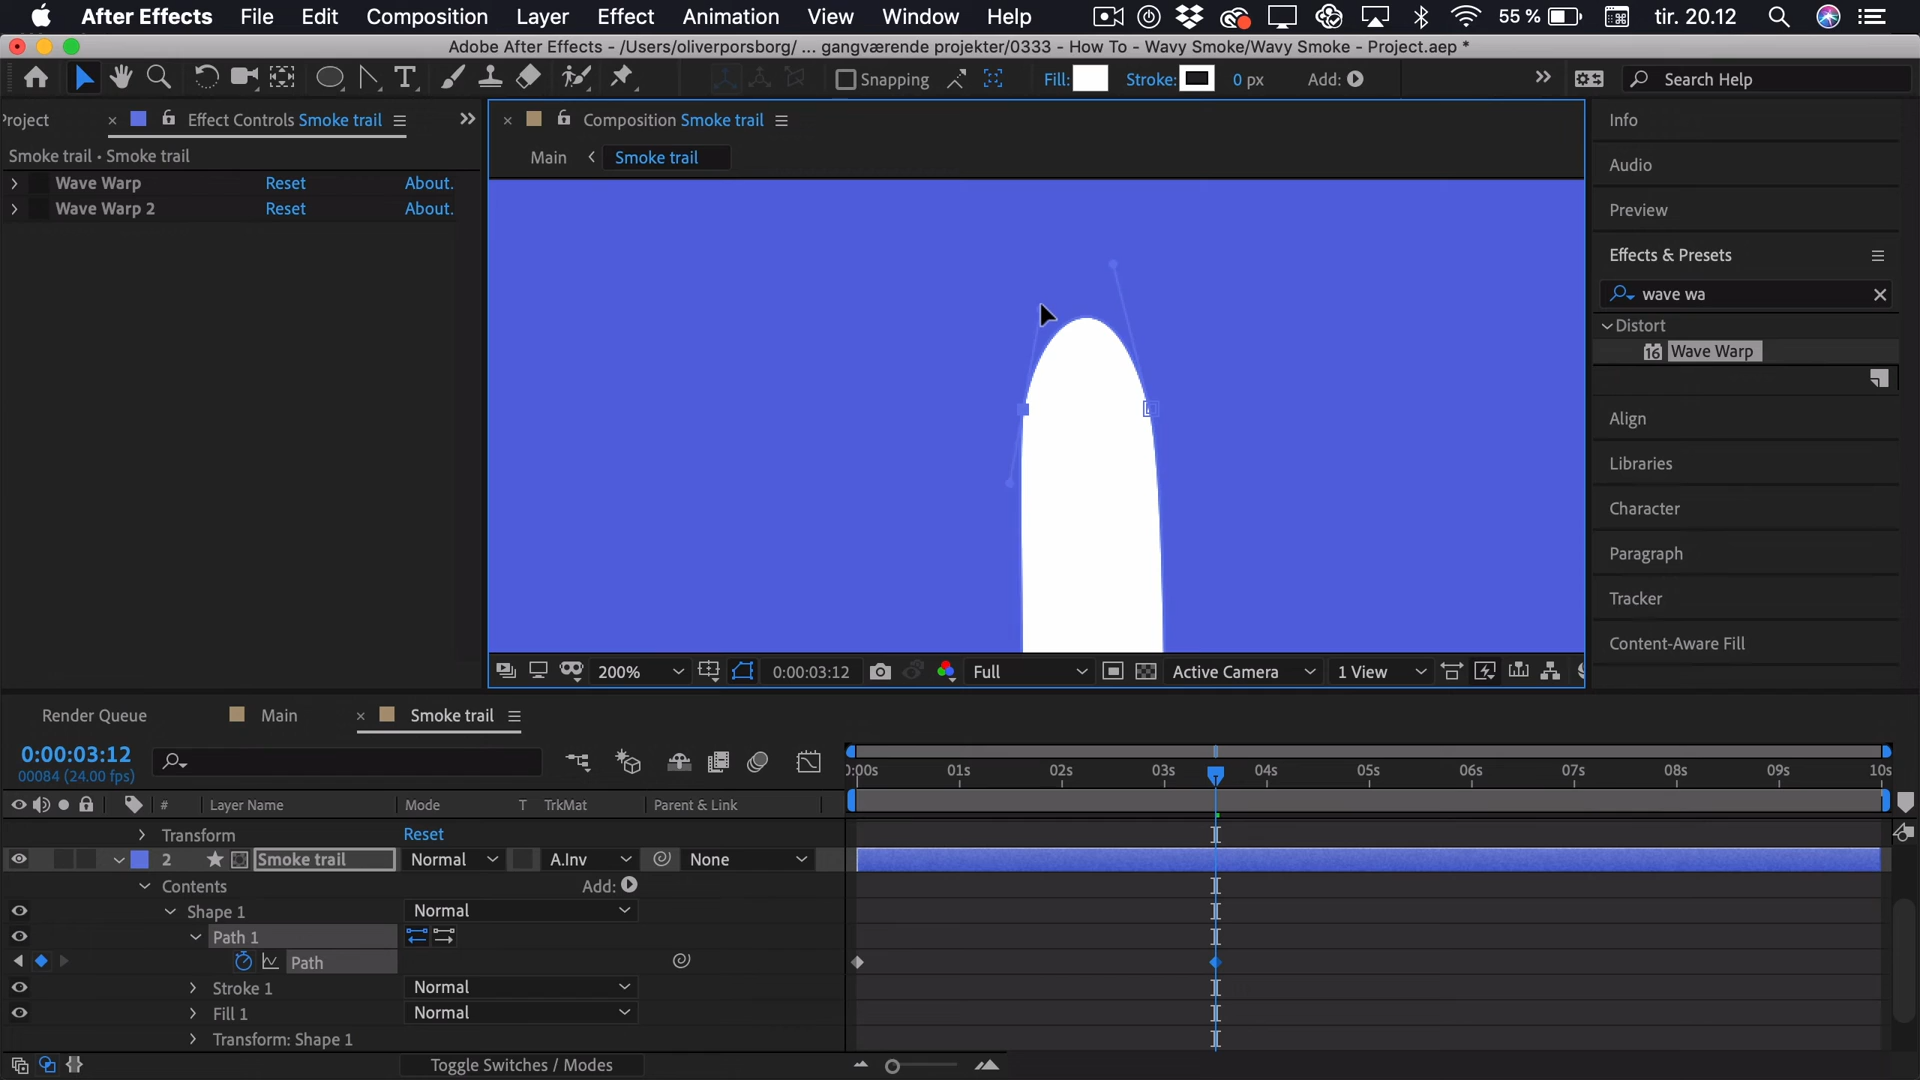 After Effects File Edit Composition Layer Effect Animation View Window Help 55 % tir. 20.12
Adobe After Effects - /Users/oliverporsborg/ ... gangværende projekter/0333 - How To - Wavy Smoke/Wavy Smoke - Project.aep *
Snapping Fill: Stroke: 0 px Add: Search Help
Project Effect Controls Smoke trail
Composition Smoke trail
Smoke trail • Smoke trail
Main Smoke trail
Wave Warp Reset About.
Wave Warp 2 Reset About.
Info
Audio
Preview
Effects & Presets
wave wa
Distort
16 Wave Warp
Align
Libraries
Character
Paragraph
Tracker
Content-Aware Fill
200% 0:00:03:12 Full Active Camera 1 View
Render Queue Main Smoke trail
0:00:03:12
00084 (24.00 fps)
0:00s 01s 02s 03s 04s 05s 06s 07s 08s 09s 10s
# Layer Name Mode T TrkMat Parent & Link
Transform Reset
2 Smoke trail Normal A.Inv None
Contents Add:
Shape 1 Normal
Path 1
Path
Stroke 1 Normal
Fill 1 Normal
Transform: Shape 1
Toggle Switches / Modes